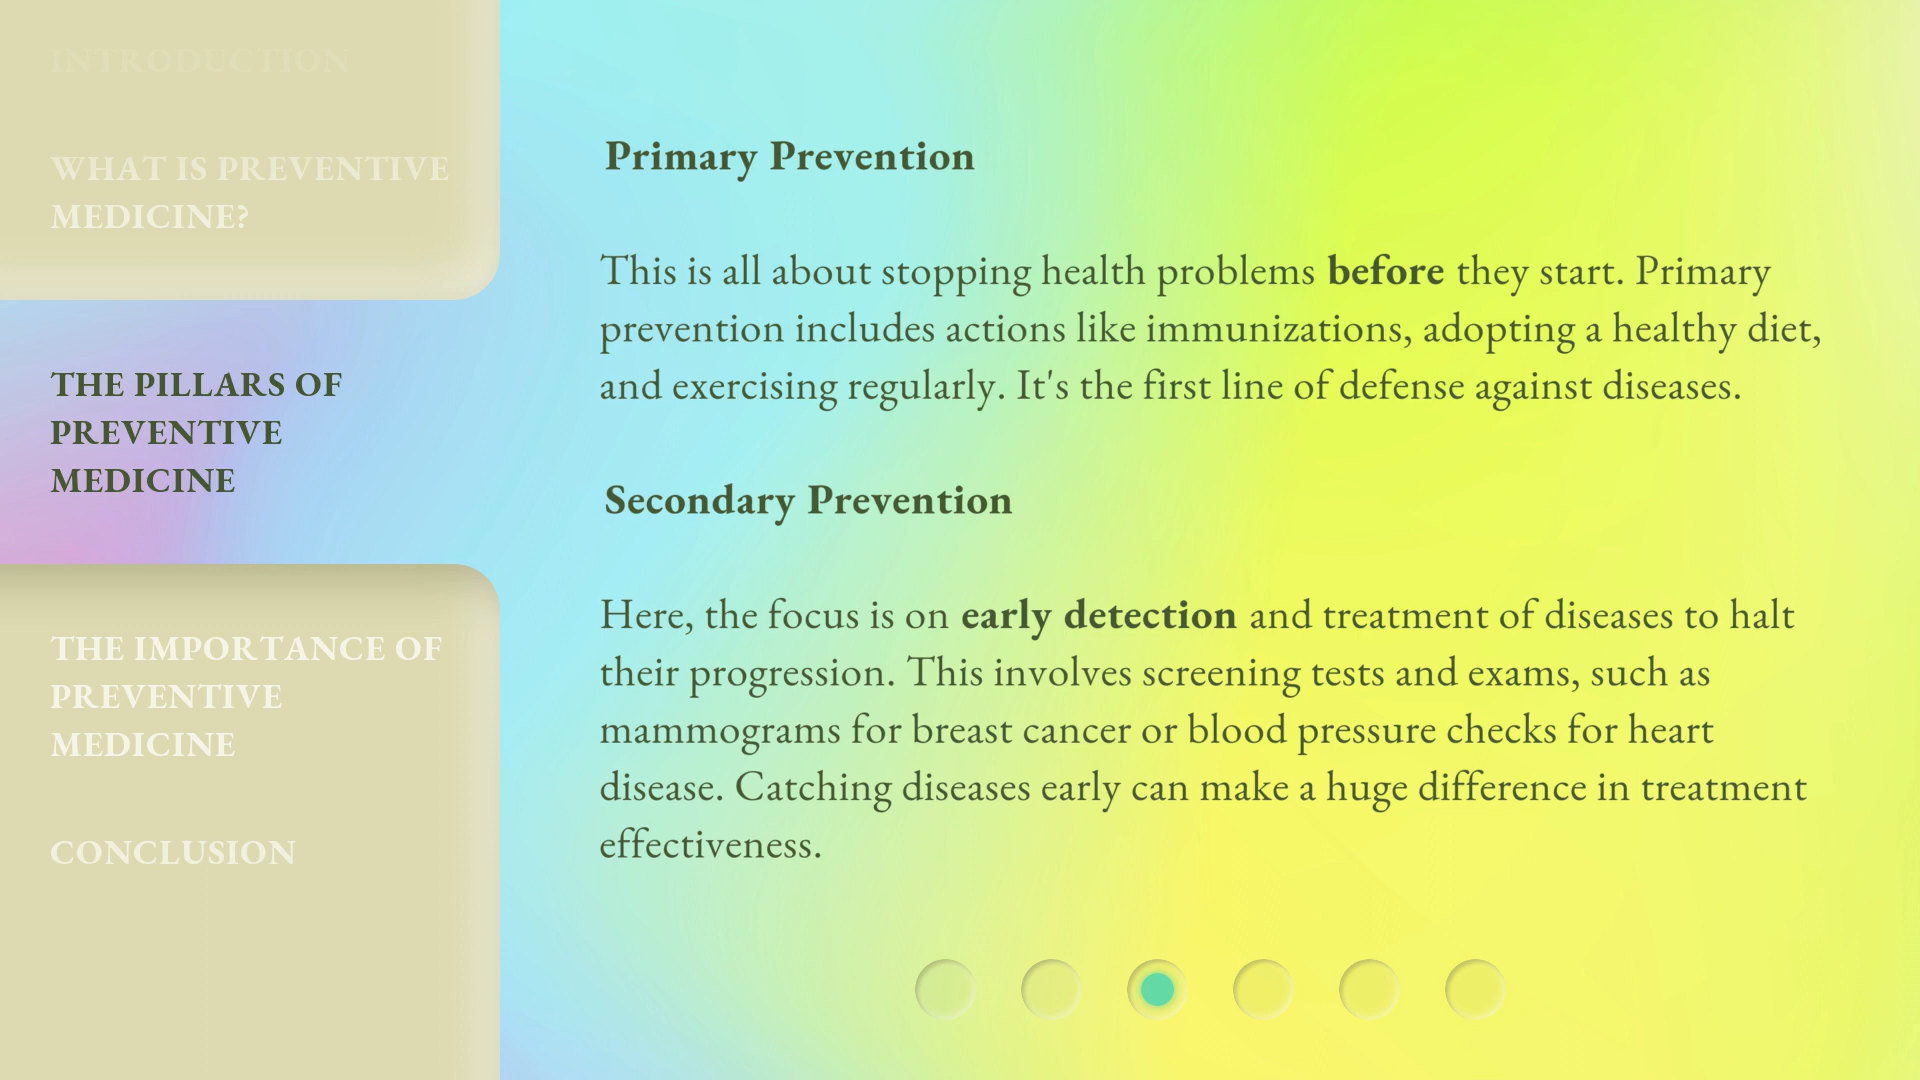 INTRODUCTION
WHAT IS PREVENTIVE
MEDICINE?
THE PILLARS OF
PREVENTIVE
MEDICINE
THE IMPORTANCE OF
PREVENTIVE
MEDICINE
CONCLUSION
Primary Prevention
This is all about stopping health problems before they start. Primary
prevention includes actions like immunizations, adopting a healthy diet,
and exercising regularly. It's the first line of defense against diseases.
Secondary Prevention
Here, the focus is on early detection and treatment of diseases to halt
their progression. This involves screening tests and exams, such as
mammograms for breast cancer or blood pressure checks for heart
disease. Catching diseases early can make a huge difference in treatment
effectiveness.